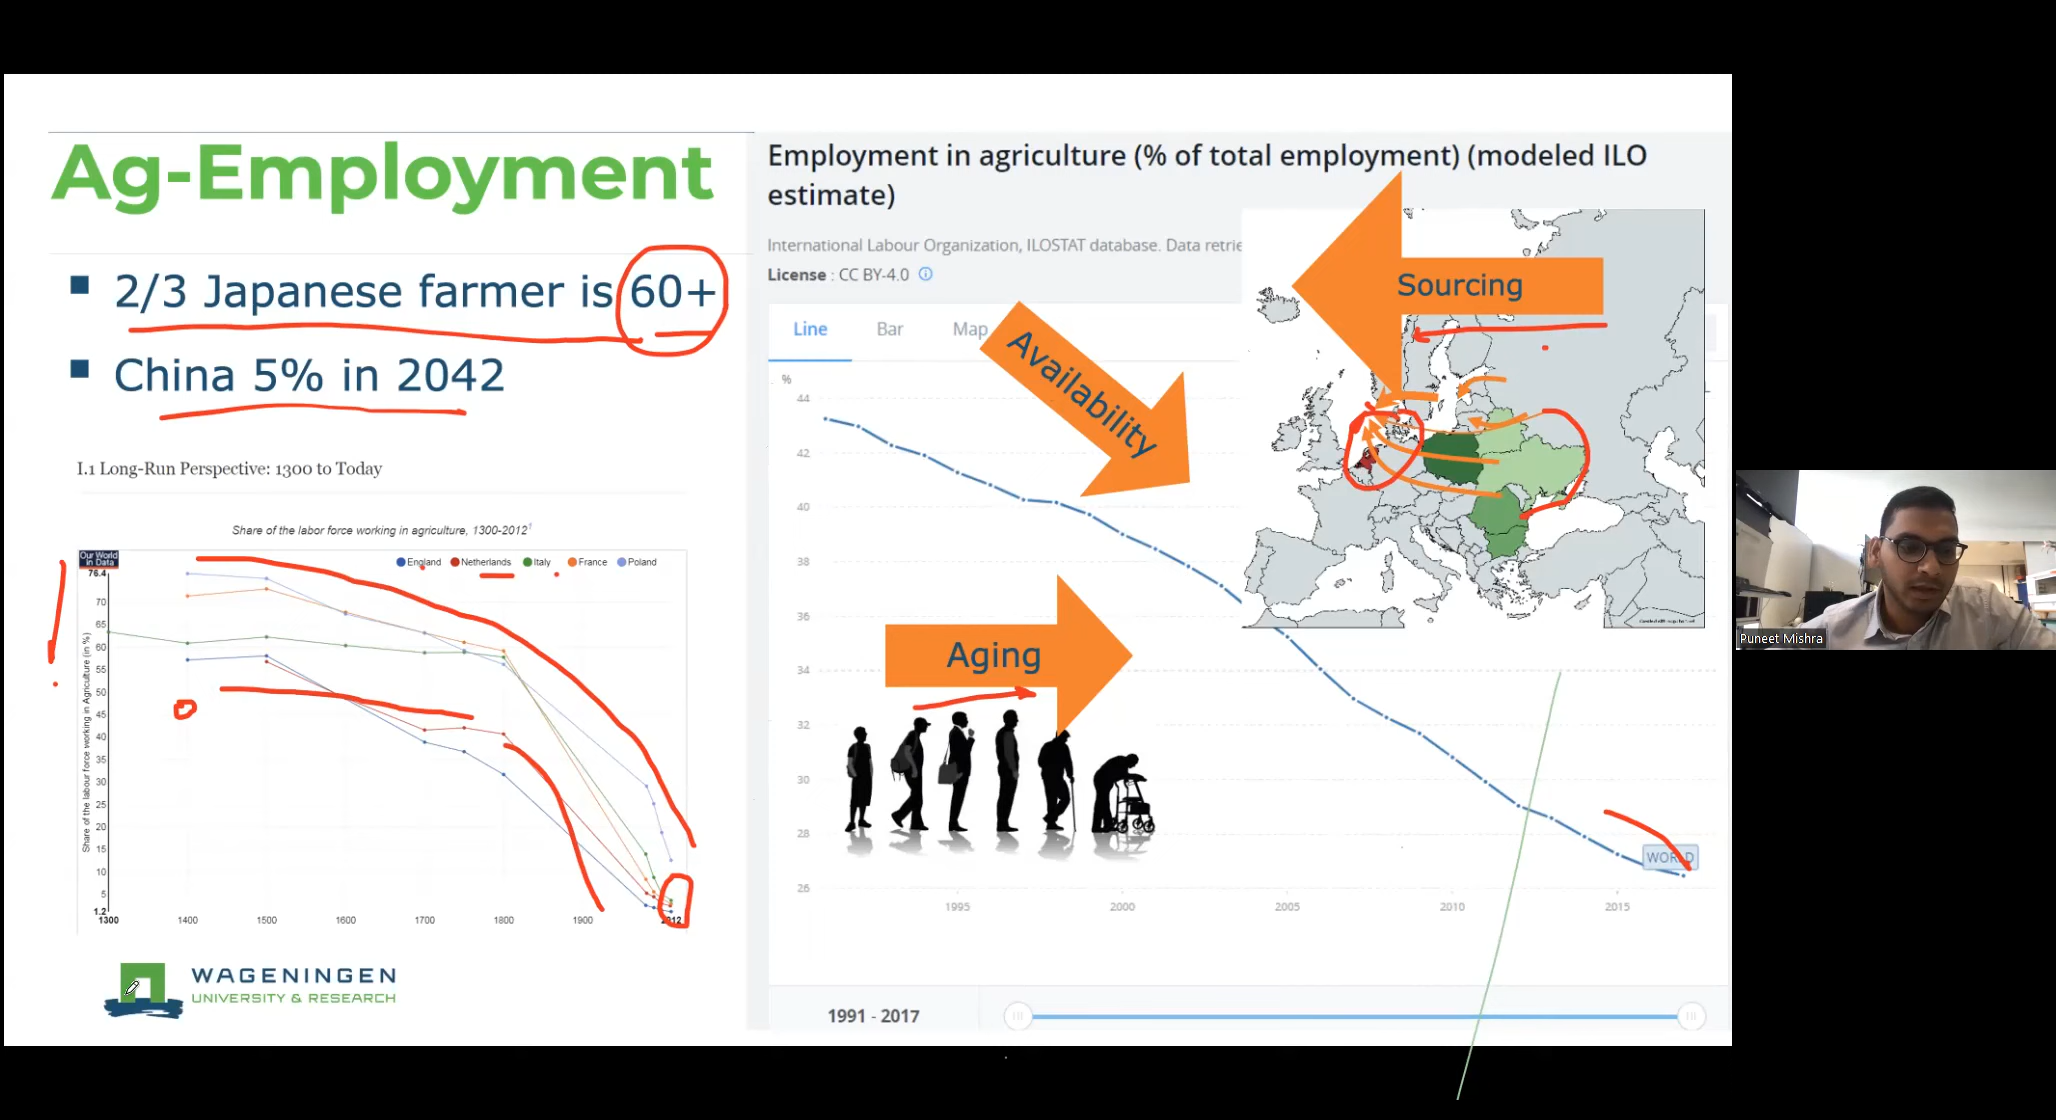 Ag-Employment
▪ 2/3 Japanese farmer is 60+
▪ China 5% in 2042
I.1 Long-Run Perspective: 1300 to Today
Share of the labor force working in agriculture, 1300-2012†
Our World
in Data
England Netherlands Italy France Poland
Share of the labour force working in Agriculture (in %)
76.4
70
65
60
55
50
45
40
35
30
25
20
15
10
5
1.2
1300 1400 1500 1600 1700 1800 1900 2012
WAGENINGEN
UNIVERSITY & RESEARCH
Employment in agriculture (% of total employment) (modeled ILO
estimate)
International Labour Organization, ILOSTAT database. Data retrie
License : CC BY-4.0
Line Bar Map
%
44
42
40
38
36
34
32
30
28
26
1995 2000 2005 2010 2015
WORLD
1991 - 2017
Availability
Sourcing
Aging
Puneet Mishra